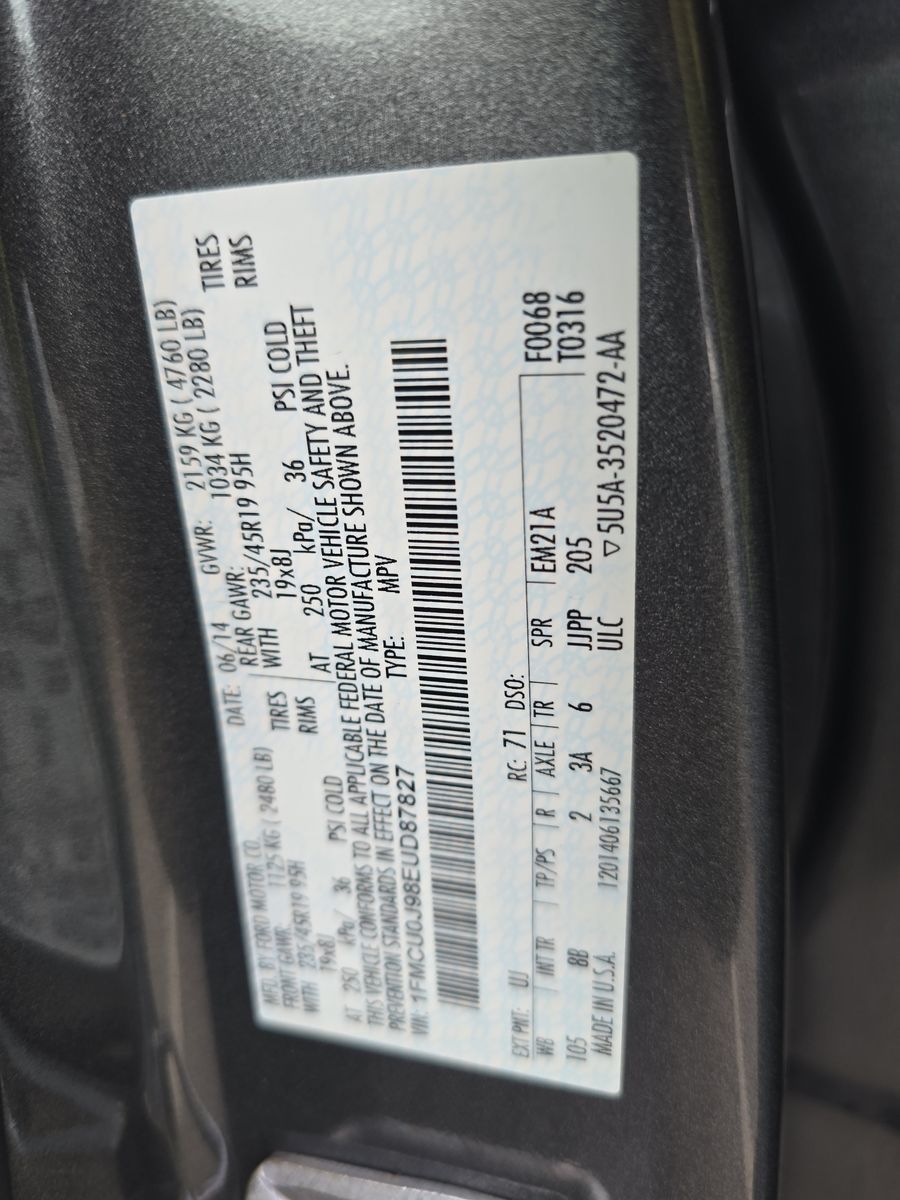 MFD. BY FORD MOTOR CO. DATE: 06/14 GVWR: 2159 KG ( 4760 LB)
FRONT GAWR: 1125 KG ( 2480 LB) REAR GAWR: 1034 KG ( 2280 LB)
WITH 235/45R19 95H TIRES WITH 235/45R19 95H TIRES
19x8J RIMS 19x8J RIMS
AT 250 kPa/ 36 PSI COLD AT 250 kPa/ 36 PSI COLD
THIS VEHICLE CONFORMS TO ALL APPLICABLE FEDERAL MOTOR VEHICLE SAFETY AND THEFT
PREVENTION STANDARDS IN EFFECT ON THE DATE OF MANUFACTURE SHOWN ABOVE.
VIN: 1FMCU0J98EUD87827 TYPE: MPV
EXT PNT: UJ RC: 71 DSO:
WB INT TR TP/PS R AXLE TR SPR EM21A F0068
105 8B 2 3A 6 JJPP 205 T0316
ULC
MADE IN U.S.A. 1201406135667 ▽5U5A-3520472-AA